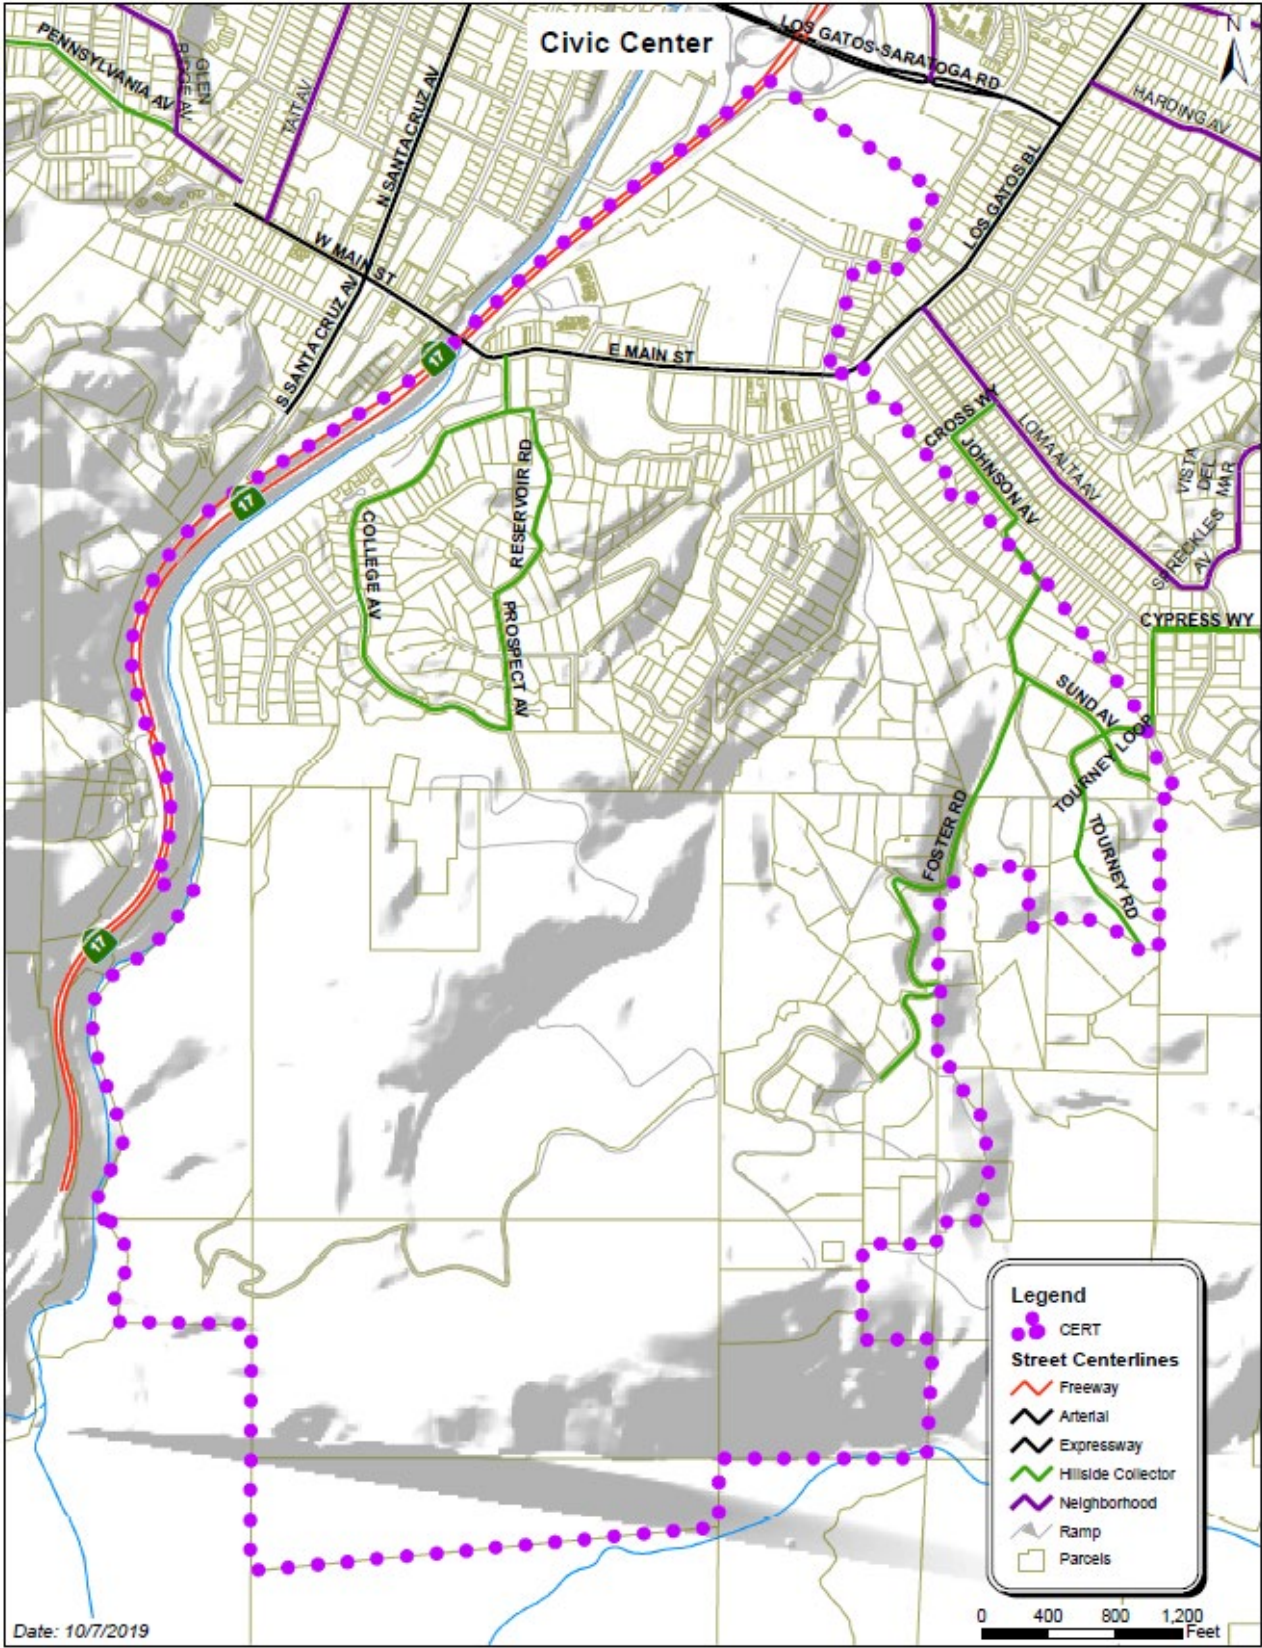 Civic Center
N
LOS GATOS-SARATOGA RD
PENNSYLVANIA AV
GLEN
RIDGE AV
TAIT AV
N SANTA CRUZ AV
HARDING AV
LOS GATOS BL
W MAIN ST
S SANTA CRUZ AV
17
E MAIN ST
CROSS WY
LOMA ALTA AV
JOHNSON AV
VISTA
DEL
MAR
17
RESERVOIR RD
COLLEGE AV
SPRECKLES
AV
PROSPECT AV
CYPRESS WY
SUND AV
TOURNEY LOOP
FOSTER RD
TOURNEY RD
17
Legend
CERT
Street Centerlines
Freeway
Arterial
Expressway
Hillside Collector
Neighborhood
Ramp
Parcels
0 400 800 1,200
Feet
Date: 10/7/2019